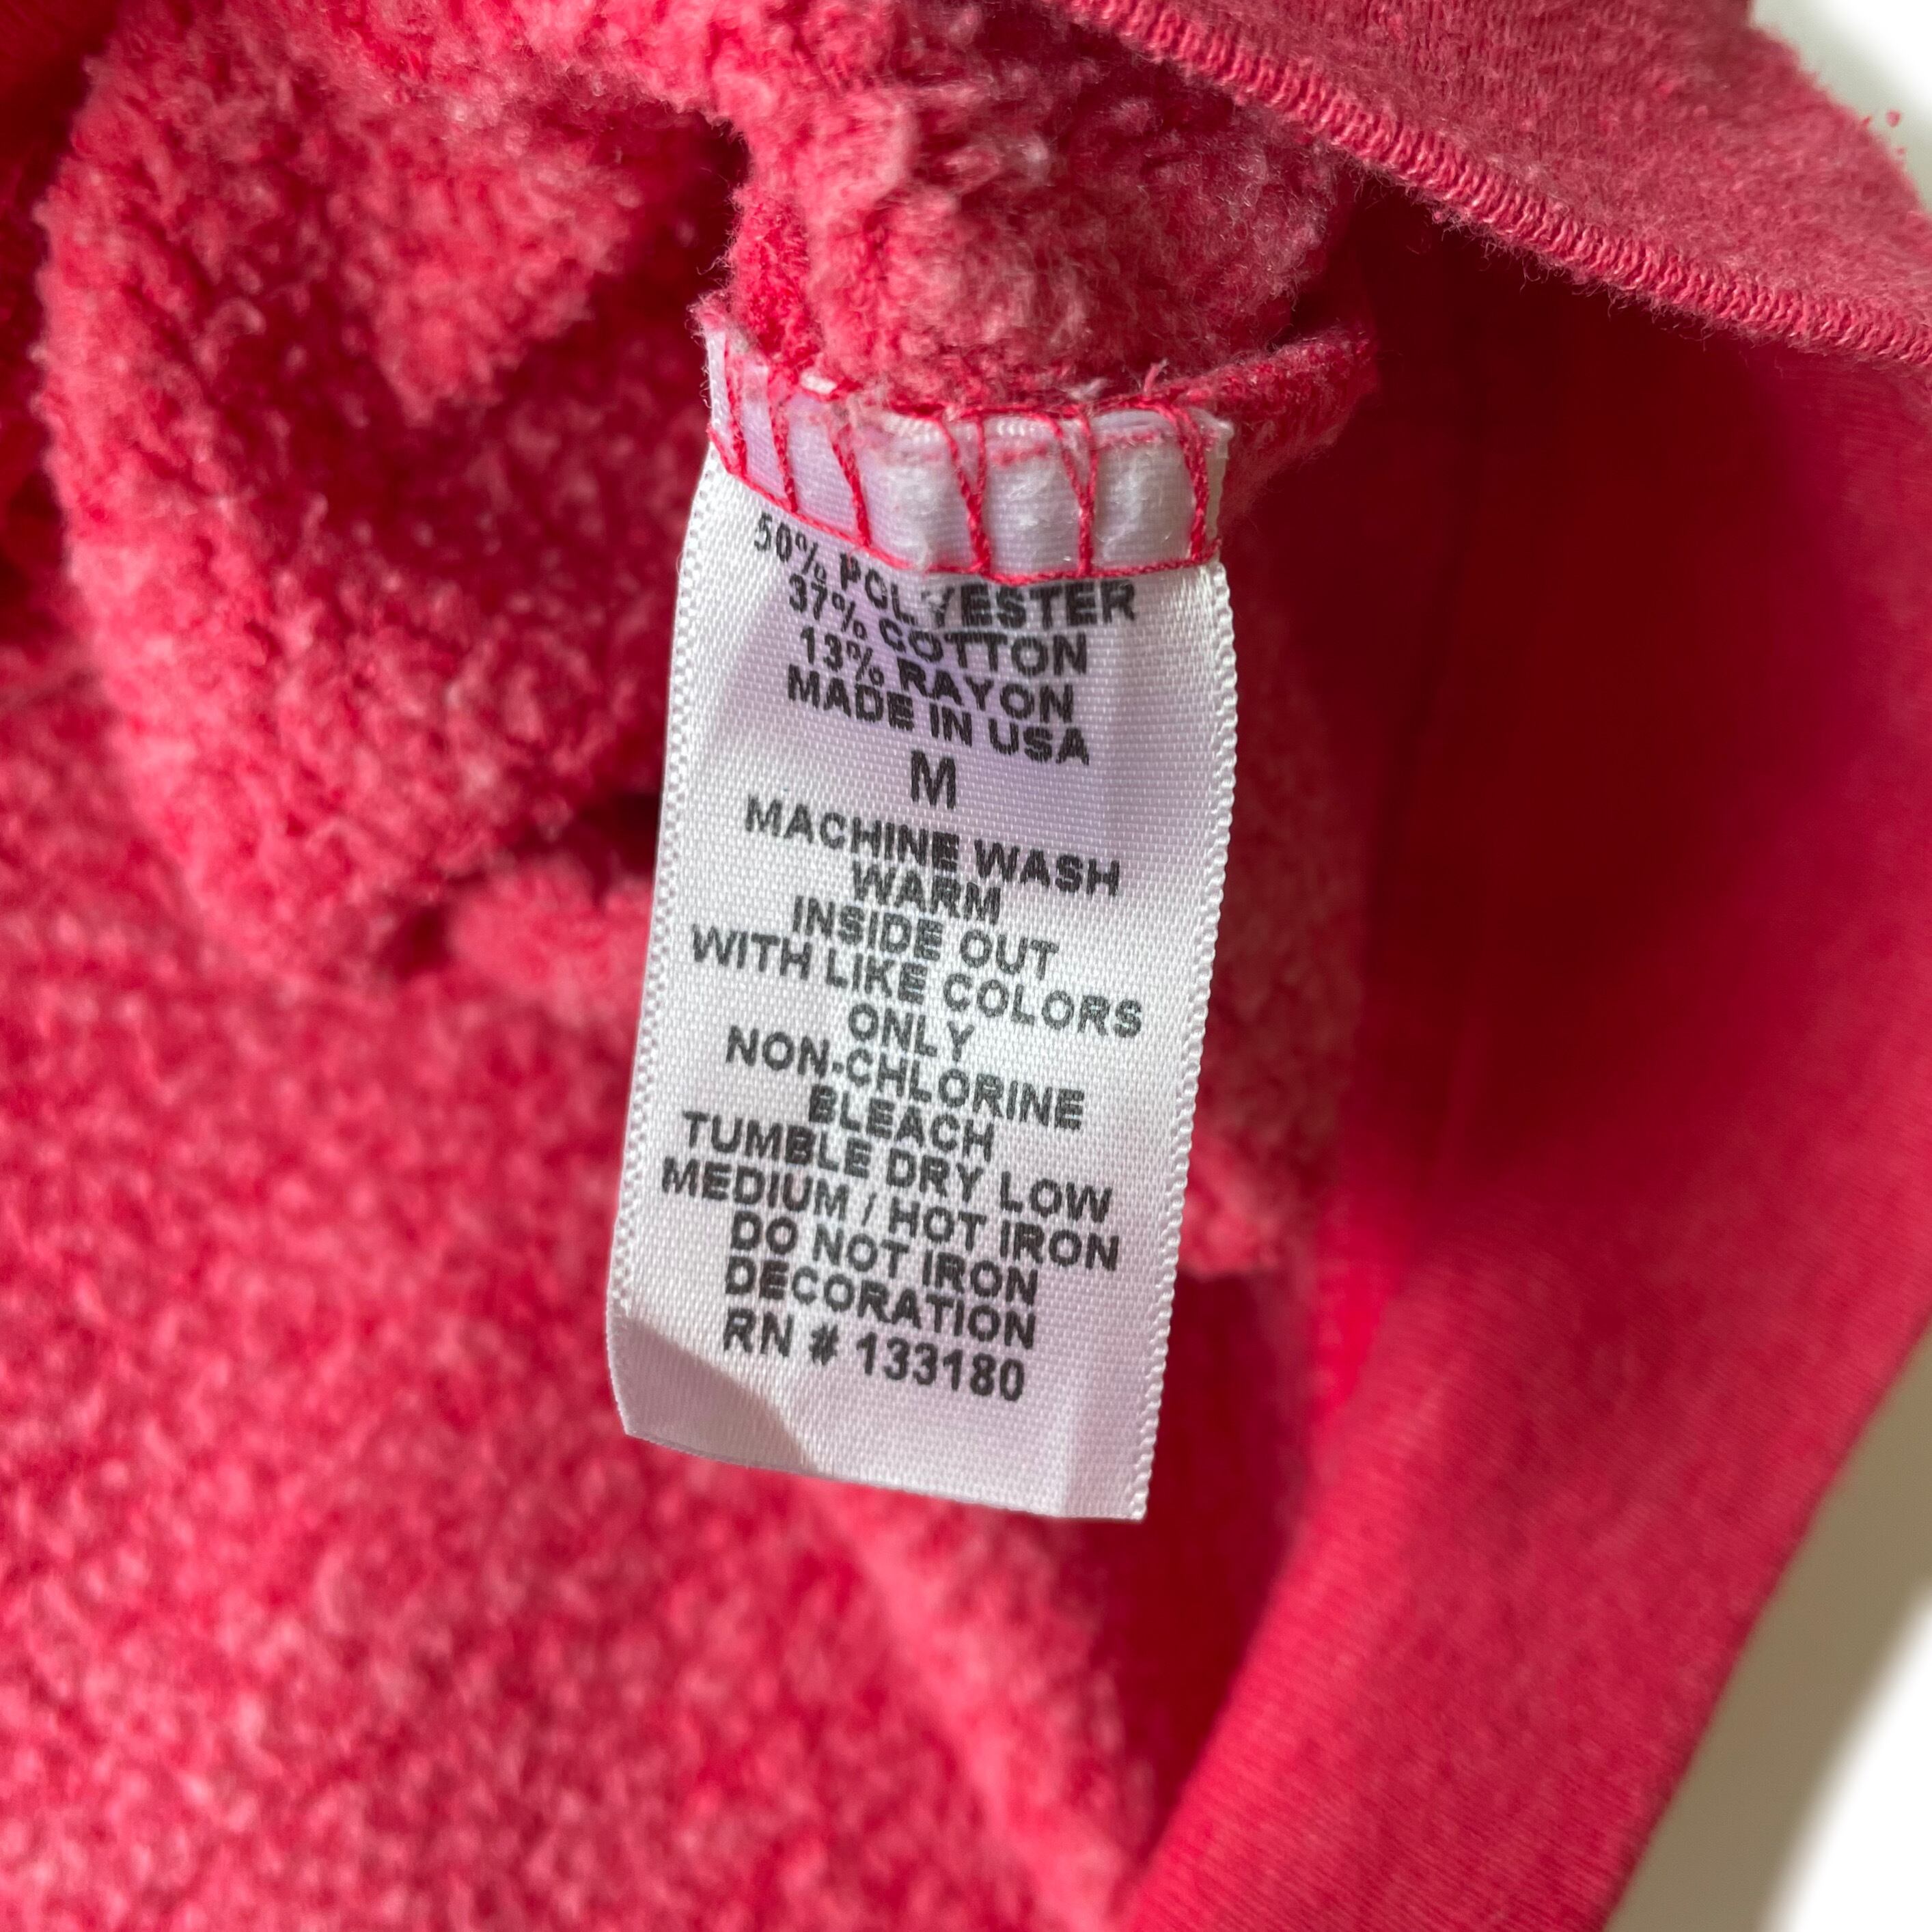 50% POLYESTER
37% COTTON
13% RAYON
MADE IN USA
M
MACHINE WASH
WARM
INSIDE OUT
WITH LIKE COLORS
ONLY
NON-CHLORINE
BLEACH
TUMBLE DRY LOW
MEDIUM / HOT IRON
DO NOT IRON
DECORATION
RN # 133180